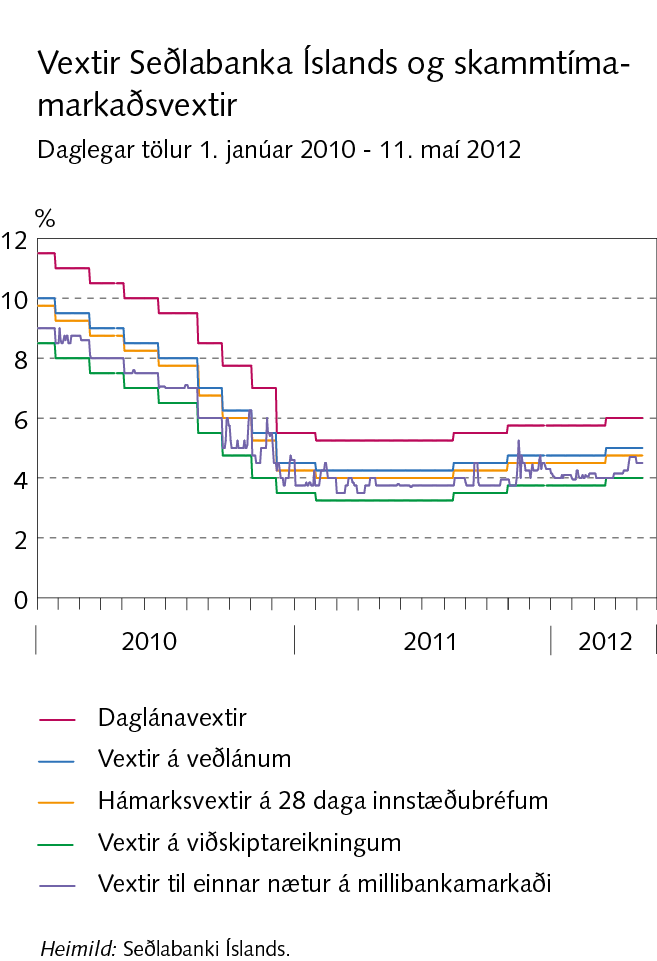 Vextir Seðlabanka Íslands og skammtíma-
markaðsvextir
Daglegar tölur 1. janúar 2010 - 11. maí 2012
%
12
10
8
6
4
2
0
2010 2011 2012
Daglánavextir
Vextir á veðlánum
Hámarksvextir á 28 daga innstæðubréfum
Vextir á viðskiptareikningum
Vextir til einnar nætur á millibankamarkaði
Heimild: Seðlabanki Íslands.